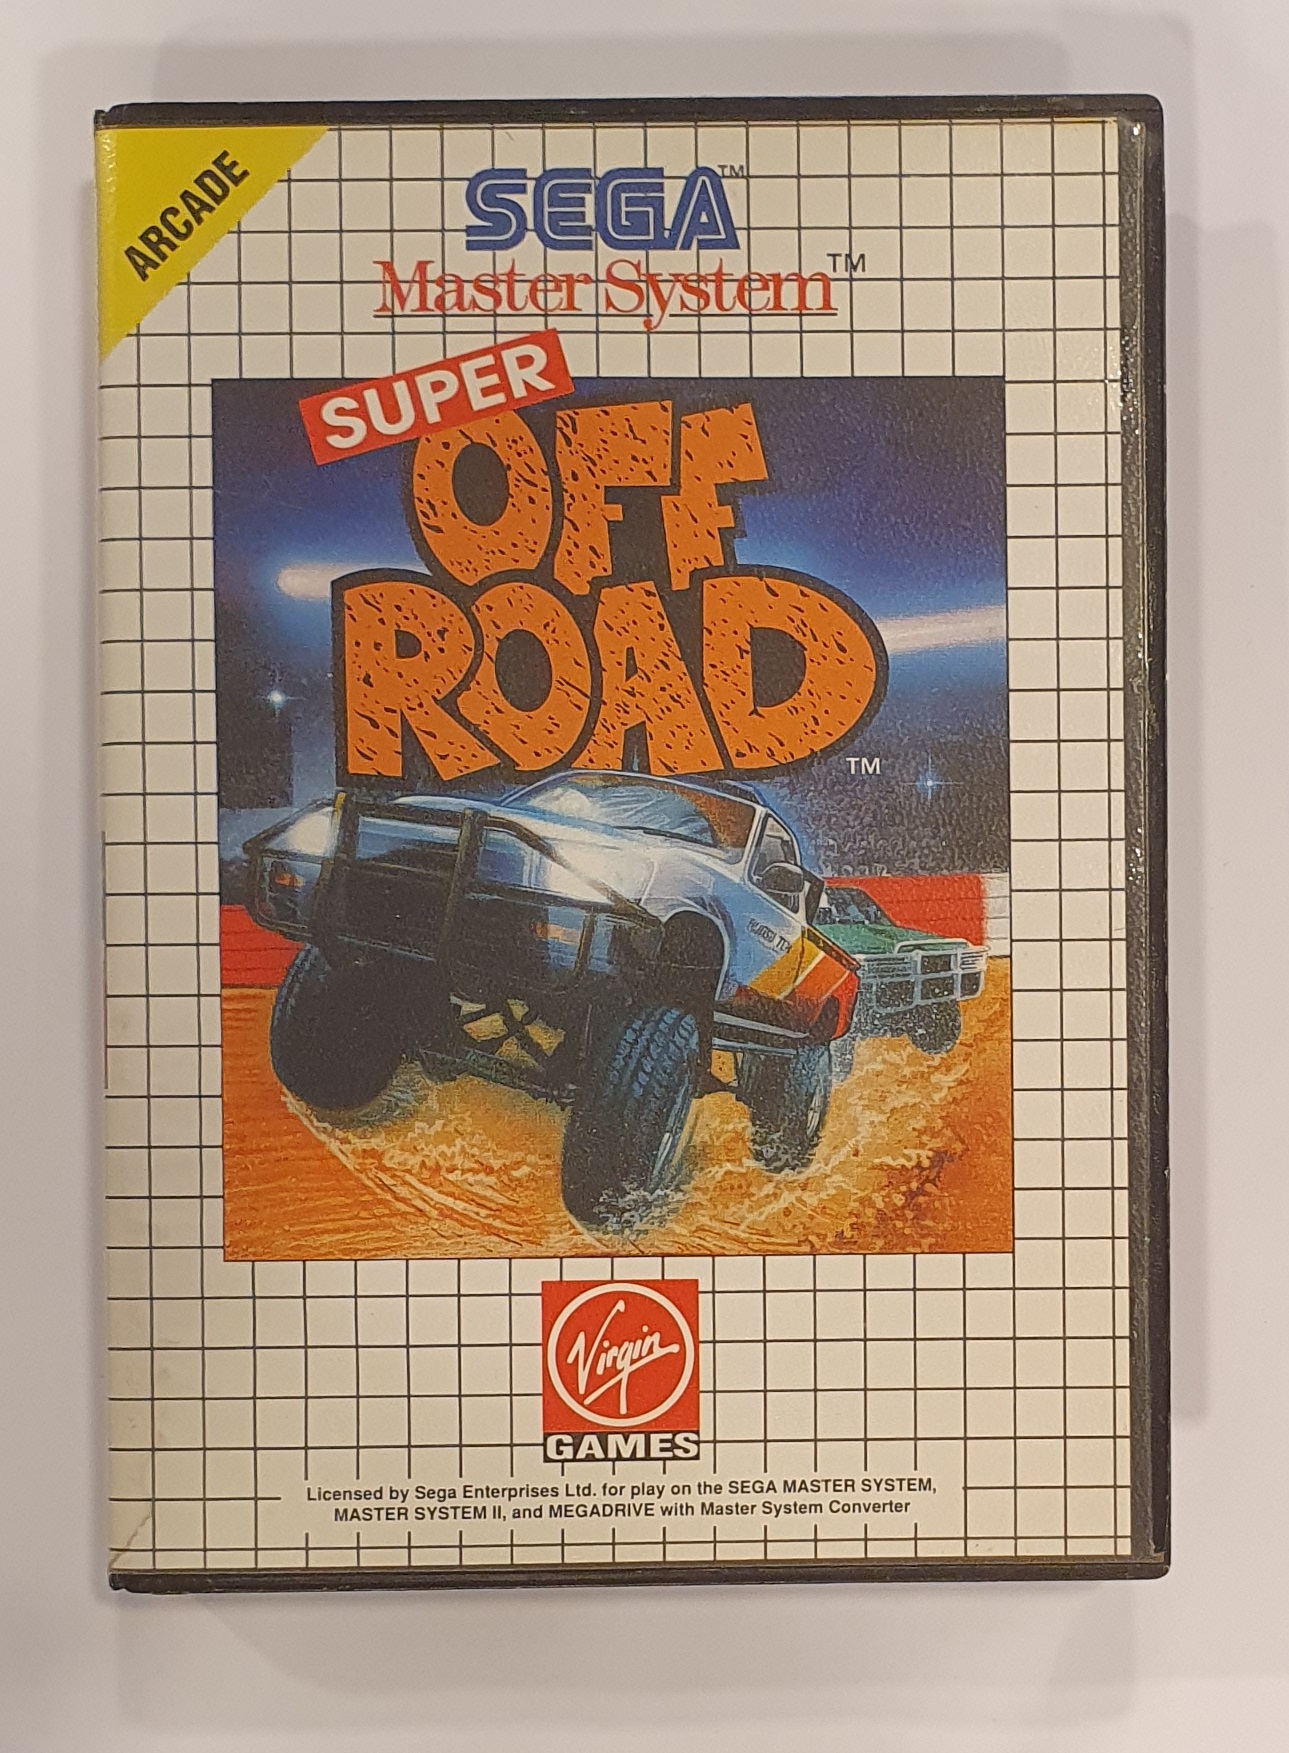 ARCADE
SEGA™
Master System™
SUPER
OFF
ROAD
TM
Virgin
GAMES
Licensed by Sega Enterprises Ltd. for play on the SEGA MASTER SYSTEM,
MASTER SYSTEM II, and MEGADRIVE with Master System Converter